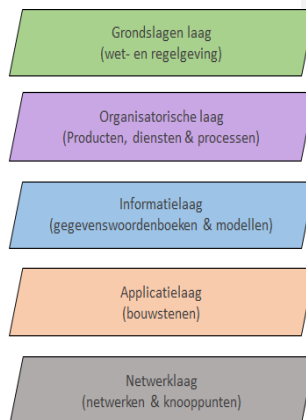 Grondslagen laag
(wet- en regelgeving)
Organisatorische laag
(Producten, diensten & processen)
Informatielaag
(gegevenswoordenboeken & modellen)
Applicatielaag
(bouwstenen)
Netwerklaag
(netwerken & knooppunten)